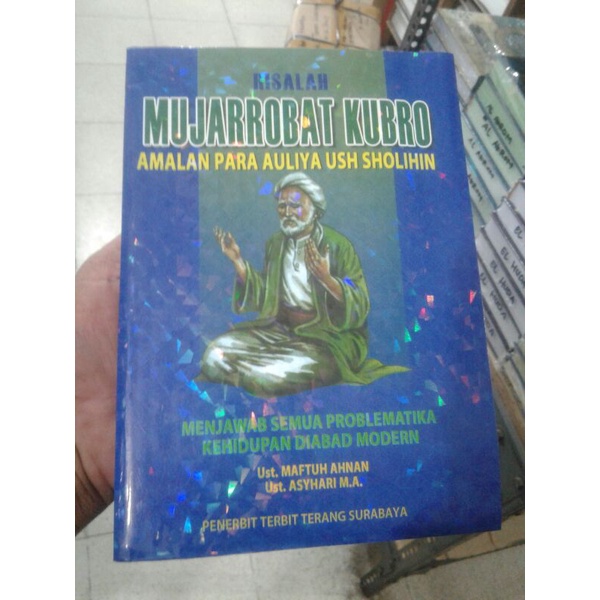 RISALAH
MUJARROBAT KUBRO
AMALAN PARA AULIYA USH SHOLIHIN
MENJAWAB SEMUA PROBLEMATIKA
KEHIDUPAN DIABAD MODERN
Ust. MAFTUH AHNAN
Ust. ASYHARI M.A.
PENERBIT TERBIT TERANG SURABAYA